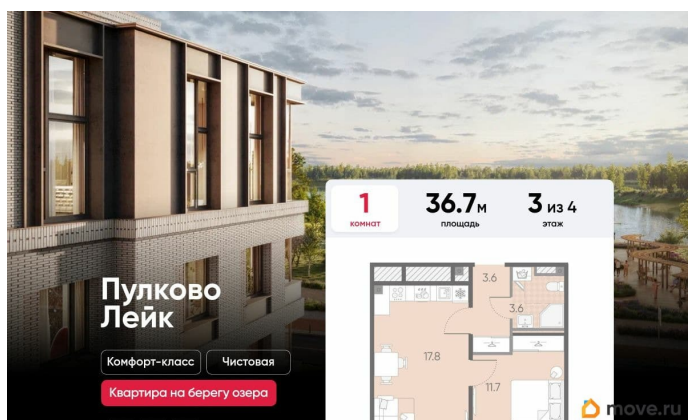 1
комнат
36.7м
площадь
3 из 4
этаж
Пулково
Лейк
Комфорт-класс
Чистовая
Квартира на берегу озера
3.6
3.6
17.8
11.7
move.ru